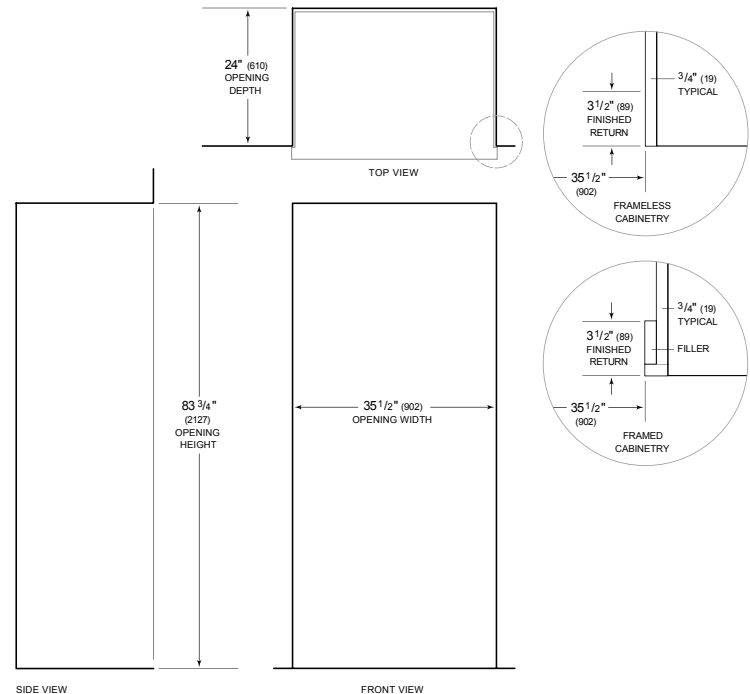 24" (610)
OPENING
DEPTH
TOP VIEW
3/4" (19)
TYPICAL
3 1/2" (89)
FINISHED
RETURN
35 1/2"
(902)
FRAMELESS
CABINETRY
3/4" (19)
TYPICAL
3 1/2" (89)
FINISHED
RETURN
FILLER
35 1/2"
(902)
FRAMED
CABINETRY
83 3/4"
(2127)
OPENING
HEIGHT
35 1/2" (902)
OPENING WIDTH
SIDE VIEW
FRONT VIEW